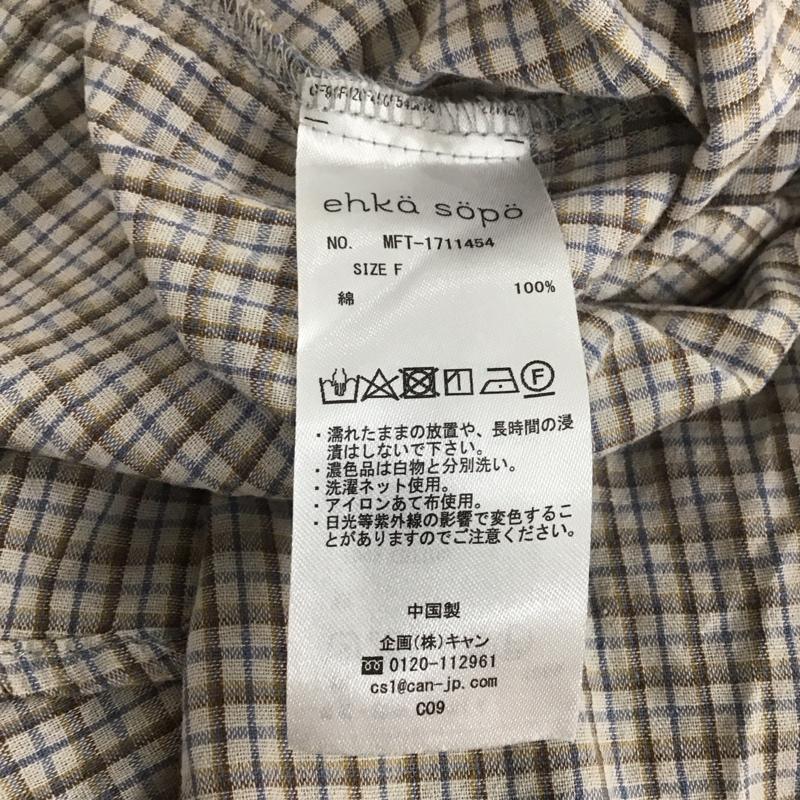 ehkä söpö
NO. MFT-1711454
SIZE F
綿 100%
F
・濡れたままの放置や、長時間の浸
漬はしないで下さい。
・濃色品は白物と分別洗い。
・洗濯ネット使用。
・アイロンあて布使用。
・日光等紫外線の影響で変色するこ
とがありますのでご注意ください。
中国製
企画(株)キャン
0120-112961
cs1@can-jp.com
C09